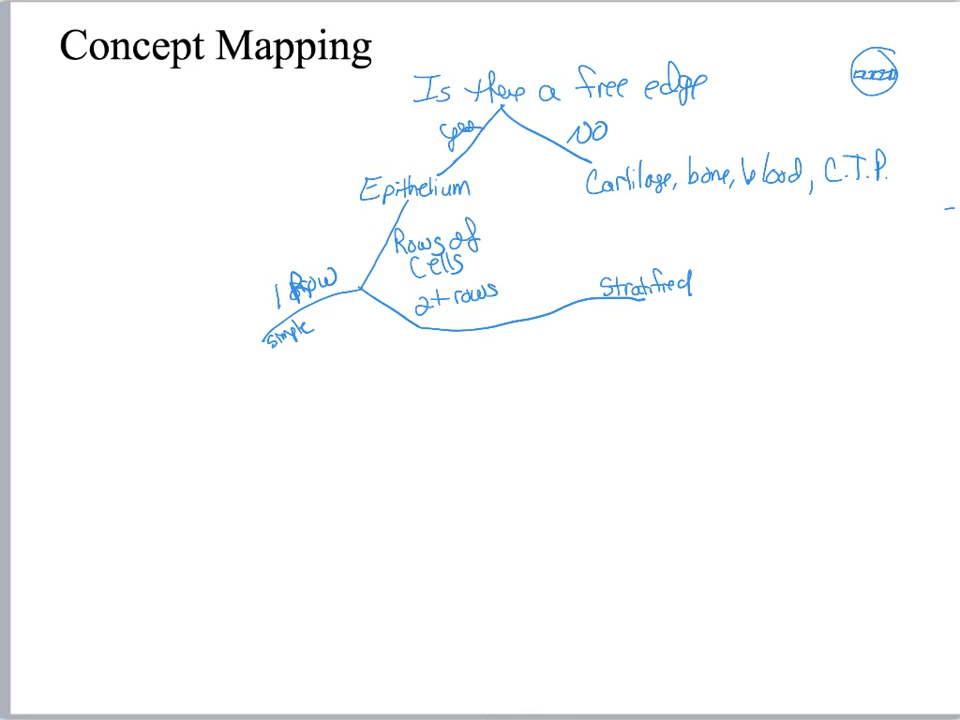 Concept Mapping
Is there a free edge
yes
NO
Epithelium
Cartilage, bone, blood, C.T.P.
Rows of
Cells
1 Row
2+ rows
Stratified
simple